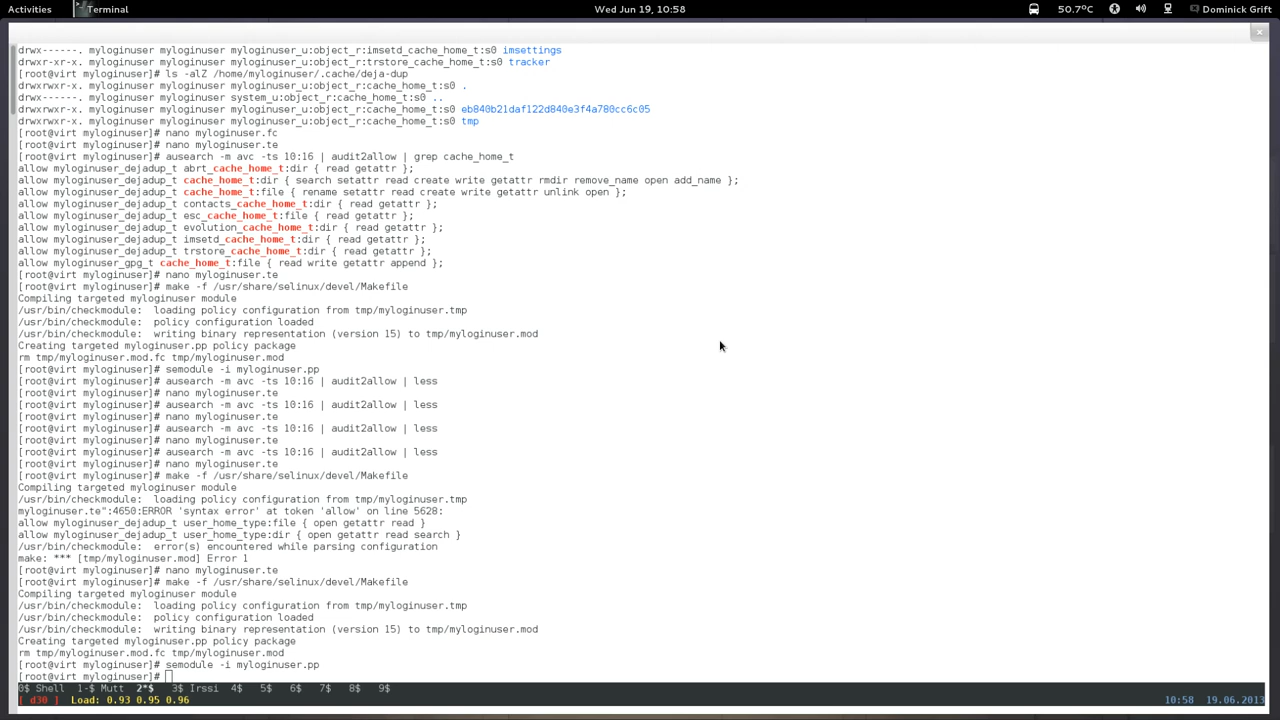 Activities Terminal Wed Jun 19, 10:58 50.7°C Dominick Grift
drwx------. myloginuser myloginuser myloginuser_u:object_r:imsetd_cache_home_t:s0 imsettings
drwxr-xr-x. myloginuser myloginuser myloginuser_u:object_r:trstore_cache_home_t:s0 tracker
[root@virt myloginuser]# ls -alZ /home/myloginuser/.cache/deja-dup
drwxrwxr-x. myloginuser myloginuser myloginuser_u:object_r:cache_home_t:s0 .
drwx------. myloginuser myloginuser system_u:object_r:cache_home_t:s0 ..
drwxrwxr-x. myloginuser myloginuser myloginuser_u:object_r:cache_home_t:s0 eb840b21daf122d840e3f4a780cc6c05
drwxrwxr-x. myloginuser myloginuser myloginuser_u:object_r:cache_home_t:s0 tmp
[root@virt myloginuser]# nano myloginuser.fc
[root@virt myloginuser]# nano myloginuser.te
[root@virt myloginuser]# ausearch -m avc -ts 10:16 | audit2allow | grep cache_home_t
allow myloginuser_dejadup_t abrt_cache_home_t:dir { read getattr };
allow myloginuser_dejadup_t cache_home_t:dir { search setattr read create write getattr rmdir remove_name open add_name };
allow myloginuser_dejadup_t cache_home_t:file { rename setattr read create write getattr unlink open };
allow myloginuser_dejadup_t contacts_cache_home_t:dir { read getattr };
allow myloginuser_dejadup_t esc_cache_home_t:file { read getattr };
allow myloginuser_dejadup_t evolution_cache_home_t:dir { read getattr };
allow myloginuser_dejadup_t imsetd_cache_home_t:dir { read getattr };
allow myloginuser_dejadup_t trstore_cache_home_t:dir { read getattr };
allow myloginuser_gpg_t cache_home_t:file { read write getattr append };
[root@virt myloginuser]# nano myloginuser.te
[root@virt myloginuser]# make -f /usr/share/selinux/devel/Makefile
Compiling targeted myloginuser module
/usr/bin/checkmodule:  loading policy configuration from tmp/myloginuser.tmp
/usr/bin/checkmodule:  policy configuration loaded
/usr/bin/checkmodule:  writing binary representation (version 15) to tmp/myloginuser.mod
Creating targeted myloginuser.pp policy package
rm tmp/myloginuser.mod.fc tmp/myloginuser.mod
[root@virt myloginuser]# semodule -i myloginuser.pp
[root@virt myloginuser]# ausearch -m avc -ts 10:16 | audit2allow | less
[root@virt myloginuser]# nano myloginuser.te
[root@virt myloginuser]# ausearch -m avc -ts 10:16 | audit2allow | less
[root@virt myloginuser]# nano myloginuser.te
[root@virt myloginuser]# ausearch -m avc -ts 10:16 | audit2allow | less
[root@virt myloginuser]# nano myloginuser.te
[root@virt myloginuser]# ausearch -m avc -ts 10:16 | audit2allow | less
[root@virt myloginuser]# nano myloginuser.te
[root@virt myloginuser]# make -f /usr/share/selinux/devel/Makefile
Compiling targeted myloginuser module
/usr/bin/checkmodule:  loading policy configuration from tmp/myloginuser.tmp
myloginuser.te":4650:ERROR 'syntax error' at token 'allow' on line 5628:
allow myloginuser_dejadup_t user_home_type:file { open getattr read }
allow myloginuser_dejadup_t user_home_type:dir { open getattr read search }
/usr/bin/checkmodule:  error(s) encountered while parsing configuration
make: *** [tmp/myloginuser.mod] Error 1
[root@virt myloginuser]# nano myloginuser.te
[root@virt myloginuser]# make -f /usr/share/selinux/devel/Makefile
Compiling targeted myloginuser module
/usr/bin/checkmodule:  loading policy configuration from tmp/myloginuser.tmp
/usr/bin/checkmodule:  policy configuration loaded
/usr/bin/checkmodule:  writing binary representation (version 15) to tmp/myloginuser.mod
Creating targeted myloginuser.pp policy package
rm tmp/myloginuser.mod.fc tmp/myloginuser.mod
[root@virt myloginuser]# semodule -i myloginuser.pp
[root@virt myloginuser]#
0$ Shell  1-$ Mutt  2*$  3$ Irssi  4$  5$  6$  7$  8$  9$
[ d30 ]  Load: 0.93 0.95 0.96 10:58  19.06.2013